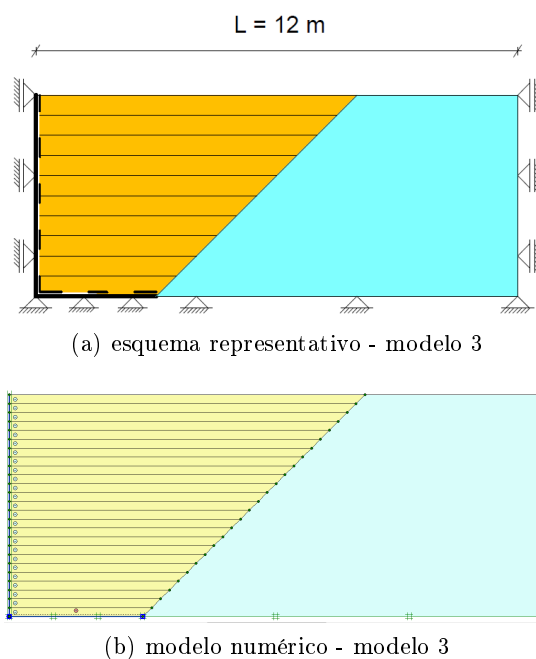 L = 12 m
(a) esquema representativo - modelo 3
(b) modelo numérico - modelo 3